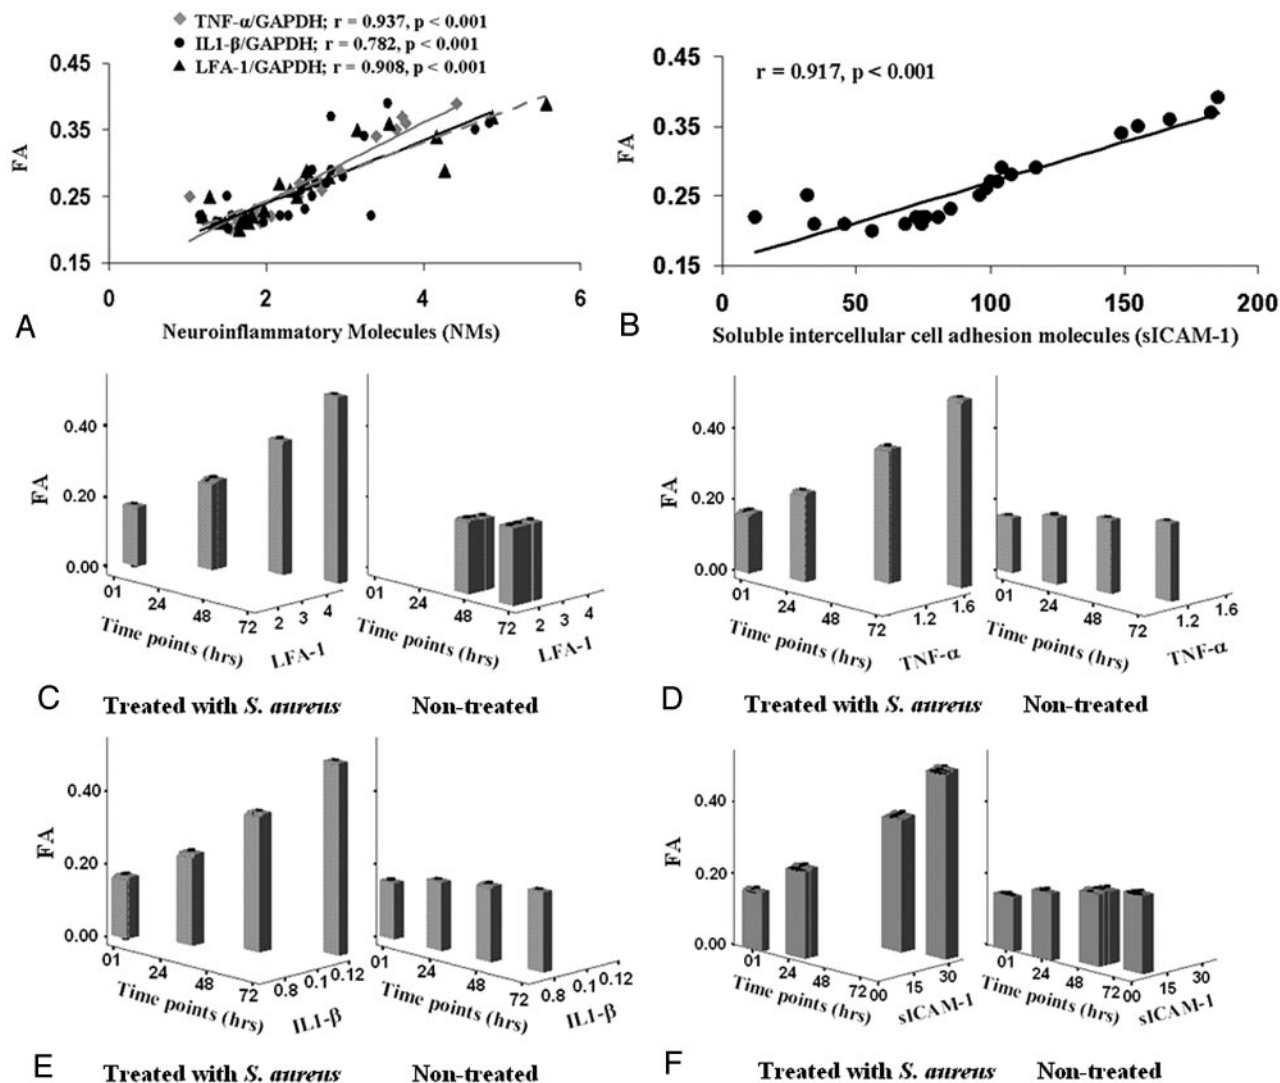 TNF-α/GAPDH; r = 0.937, p < 0.001
IL1-β/GAPDH; r = 0.782, p < 0.001
LFA-1/GAPDH; r = 0.908, p < 0.001
0.45
0.35
0.25
0.15
FA
0 2 4 6
Neuroinflammatory Molecules (NMs)
A
r = 0.917, p < 0.001
0.45
0.35
0.25
0.15
FA
0 50 100 150 200
Soluble intercellular cell adhesion molecules (sICAM-1)
B
0.40
0.20
0.00
FA
01 24 48 72
2 3 4
Time points (hrs)
LFA-1
01 24 48 72
2 3 4
Time points (hrs)
LFA-1
C
Treated with S. aureus
Non-treated
0.40
0.20
0.00
FA
01 24 48 72
1.2 1.6
Time points (hrs)
TNF-α
01 24 48 72
1.2 1.6
Time points (hrs)
TNF-α
D
Treated with S. aureus
Non-treated
0.40
0.20
0.00
FA
01 24 48 72
0.8 0.1 0.12
Time points (hrs)
IL1-β
01 24 48 72
0.8 0.1 0.12
Time points (hrs)
IL1-β
E
Treated with S. aureus
Non-treated
0.40
0.20
0.00
FA
01 24 48 72
00 15 30
Time points (hrs)
sICAM-1
01 24 48 72
00 15 30
Time points (hrs)
sICAM-1
F
Treated with S. aureus
Non-treated